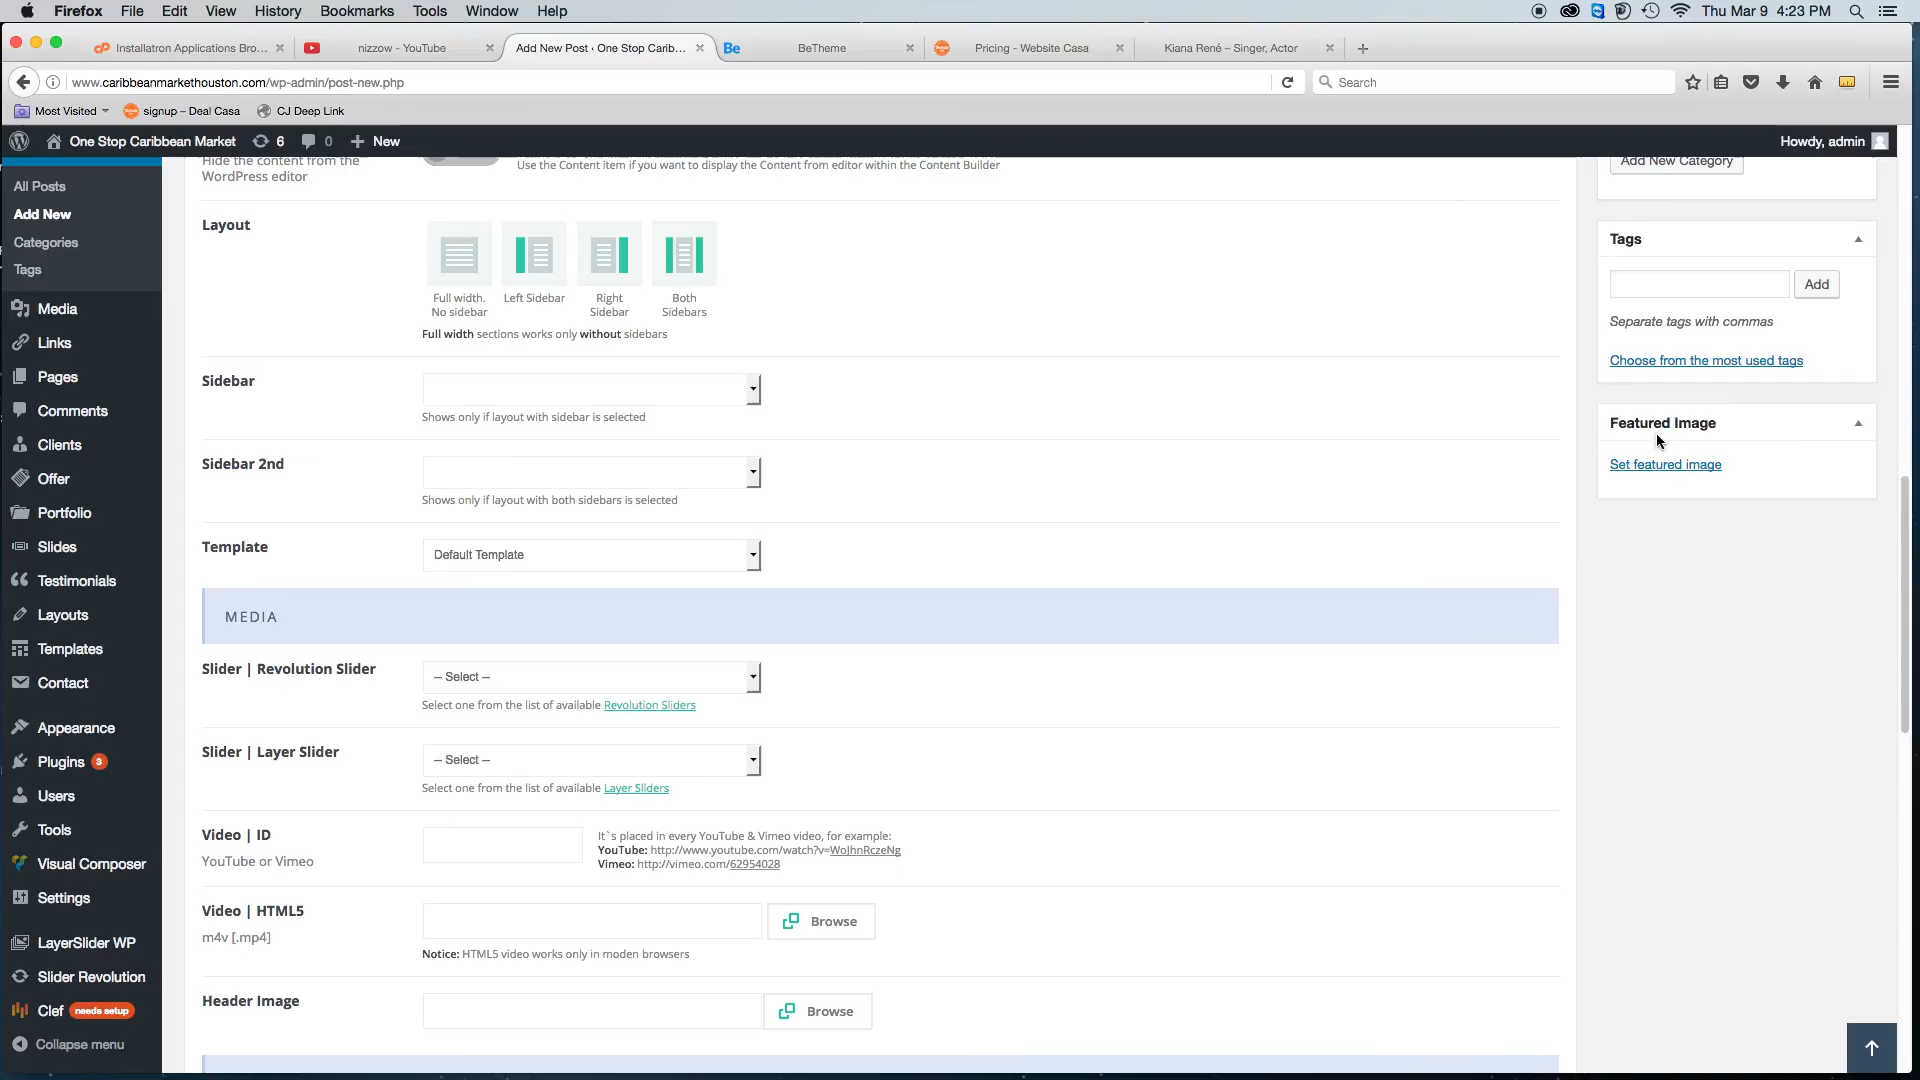 Firefox File Edit View History Bookmarks Tools Window Help
Thu Mar 9 4:23 PM
Installatron Applications Bro...
nizzow - YouTube
Add New Post ‹ One Stop Carib...
Be BeTheme
Pricing - Website Casa
Kiana René – Singer, Actor
www.caribbeanmarkethouston.com/wp-admin/post-new.php
Search
Most Visited
signup – Deal Casa
CJ Deep Link
One Stop Caribbean Market
6
0
New
Howdy, admin
All Posts
Add New
Categories
Tags
Media
Links
Pages
Comments
Clients
Offer
Portfolio
Slides
Testimonials
Layouts
Templates
Contact
Appearance
Plugins 3
Users
Tools
Visual Composer
Settings
LayerSlider WP
Slider Revolution
Clef needs setup
Collapse menu
Hide the content from the
WordPress editor
Use the Content item if you want to display the Content from editor within the Content Builder
Layout
Full width.
No sidebar
Left Sidebar
Right
Sidebar
Both
Sidebars
Full width sections works only without sidebars
Sidebar
Shows only if layout with sidebar is selected
Sidebar 2nd
Shows only if layout with both sidebars is selected
Template
Default Template
MEDIA
Slider | Revolution Slider
– Select –
Select one from the list of available Revolution Sliders
Slider | Layer Slider
– Select –
Select one from the list of available Layer Sliders
Video | ID
YouTube or Vimeo
It`s placed in every YouTube & Vimeo video, for example:
YouTube: http://www.youtube.com/watch?v=WoJhnRczeNg
Vimeo: http://vimeo.com/62954028
Video | HTML5
m4v [.mp4]
Browse
Notice: HTML5 video works only in moden browsers
Header Image
Browse
Add New Category
Tags
Add
Separate tags with commas
Choose from the most used tags
Featured Image
Set featured image